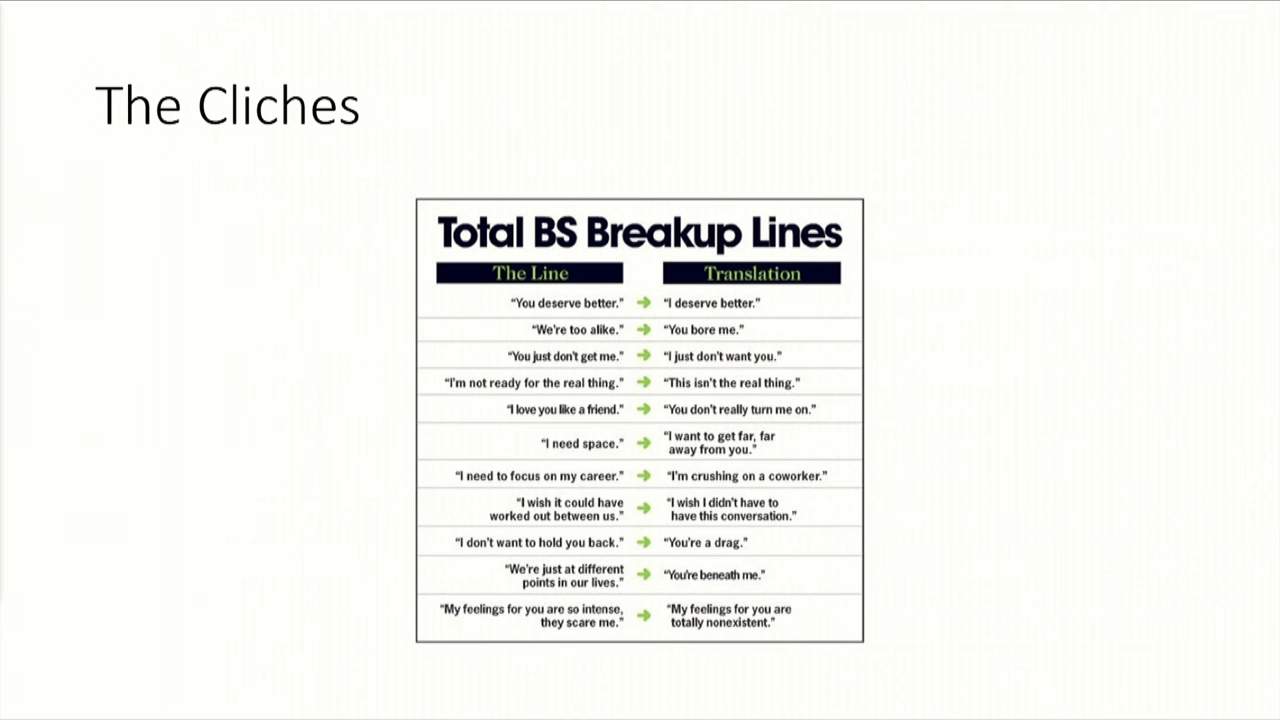 The Cliches
Total BS Breakup Lines
The Line Translation
“You deserve better.” ➔ “I deserve better.”
“We're too alike.” ➔ “You bore me.”
“You just don't get me.” ➔ “I just don't want you.”
“I'm not ready for the real thing.” ➔ “This isn't the real thing.”
“I love you like a friend.” ➔ “You don't really turn me on.”
“I need space.” ➔ “I want to get far, far
away from you.”
“I need to focus on my career.” ➔ “I'm crushing on a coworker.”
“I wish it could have
worked out between us.” ➔ “I wish I didn't have to
have this conversation.”
“I don't want to hold you back.” ➔ “You're a drag.”
“We're just at different
points in our lives.” ➔ “You're beneath me.”
“My feelings for you are so intense,
they scare me.” ➔ “My feelings for you are
totally nonexistent.”